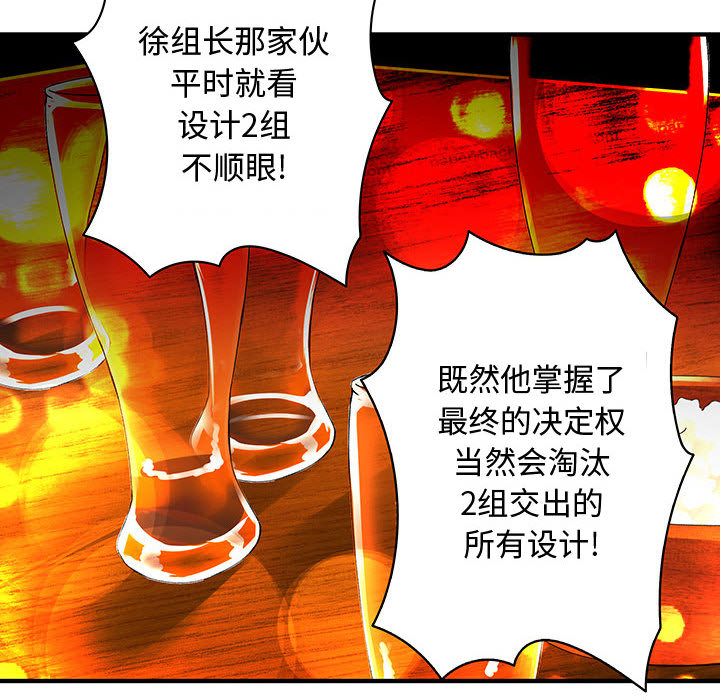 徐组长那家伙
平时就看
设计2组
不顺眼!
既然他掌握了
最终的决定权
当然会淘汰
2组交出的
所有设计!